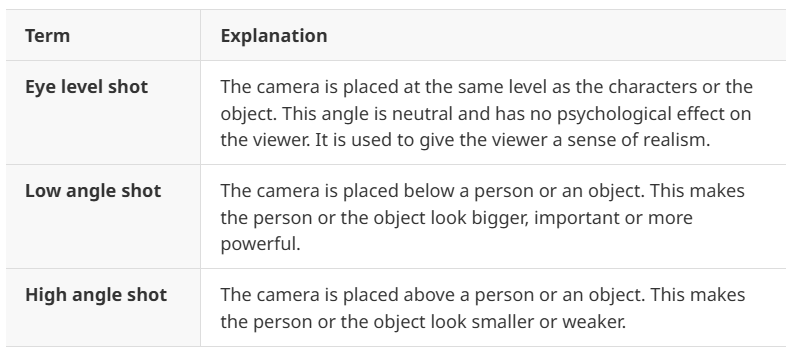 Term Explanation
Eye level shot The camera is placed at the same level as the characters or the
object. This angle is neutral and has no psychological effect on
the viewer. It is used to give the viewer a sense of realism.
Low angle shot The camera is placed below a person or an object. This makes
the person or the object look bigger, important or more
powerful.
High angle shot The camera is placed above a person or an object. This makes
the person or the object look smaller or weaker.